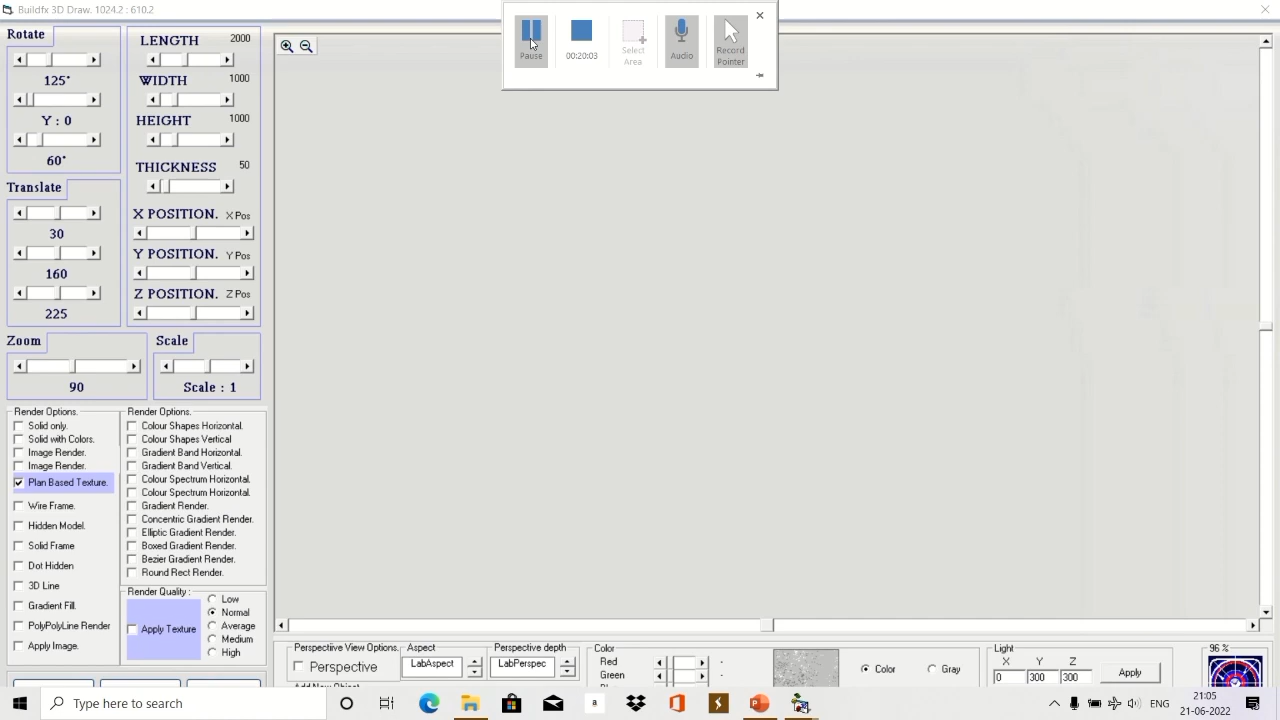 Buildfx 3D Draw. 1024.2 : 610.2
Pause
00:20:03
Select
Area
Audio
Record
Pointer
Rotate
125°
Y : 0
60°
Translate
30
160
225
LENGTH 2000
WIDTH 1000
HEIGHT 1000
THICKNESS 50
X POSITION. X Pos
Y POSITION. Y Pos
Z POSITION. Z Pos
Zoom
90
Scale
Scale : 1
Render Options.
Solid only.
Solid with Colors.
Image Render.
Image Render.
Plan Based Texture.
Wire Frame.
Hidden Model.
Solid Frame
Dot Hidden
3D Line
Gradient Fill.
PolyPolyLine Render
Apply Image.
Render Options.
Colour Shapes Horizontal.
Colour Shapes Vertical
Gradient Band Horizontal.
Gradient Band Vertical.
Colour Spectrum Horizontal.
Colour Spectrum Horizontal.
Gradient Render.
Concentric Gradient Render.
Elliptic Gradient Render.
Boxed Gradient Render.
Bezier Gradient Render.
Round Rect Render.
Render Quality :
Apply Texture
Low
Normal
Average
Medium
High
Perspective View Options.
Perspective
Aspect
LabAspect
Perspective depth
LabPerspec
Color
Red -
Green -
Color
Gray
Light
X Y Z
0 300 300
Apply
96 %
Type here to search
a
ENG
21:05
21-06-2022